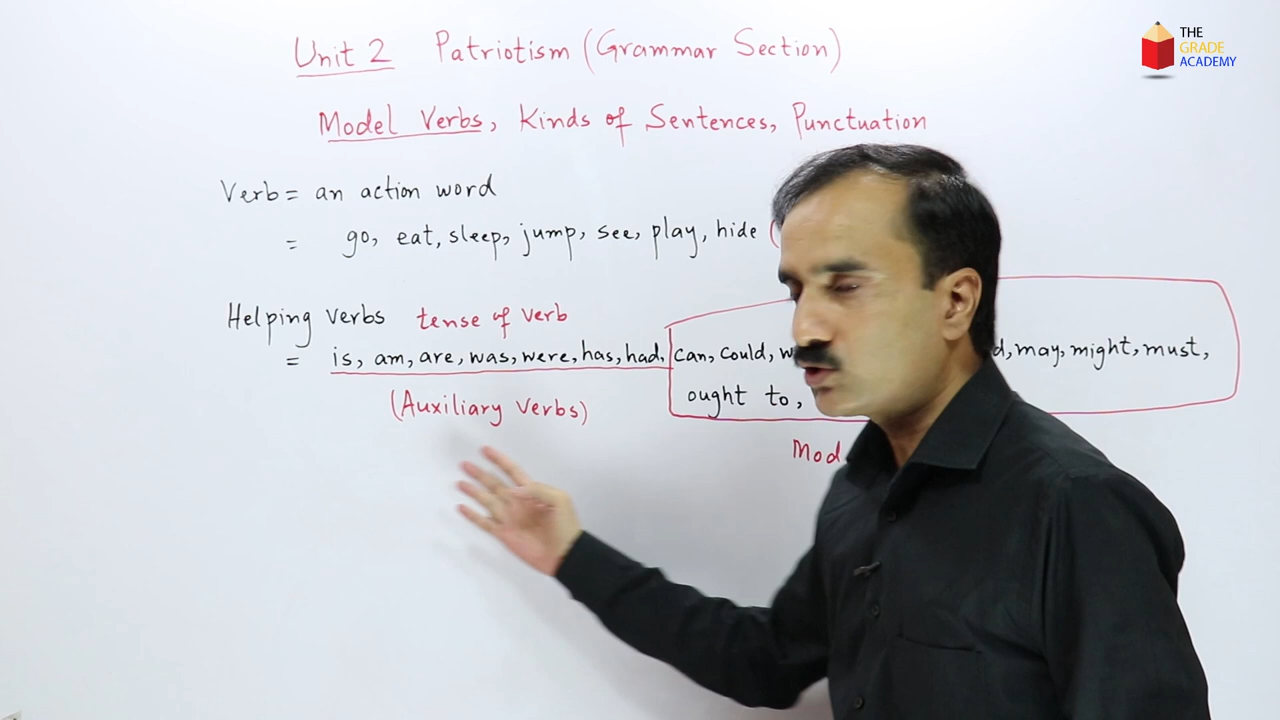 Unit 2 Patriotism (Grammar Section)
THE
GRADE
ACADEMY
Model Verbs, Kinds of Sentences, Punctuation
Verb = an action word
= go, eat, sleep, jump, see, play, hide (
Helping verbs tense of verb
= is, am, are, was, were, has, had, can, could, may, might, must,
ought to,
(Auxiliary Verbs)